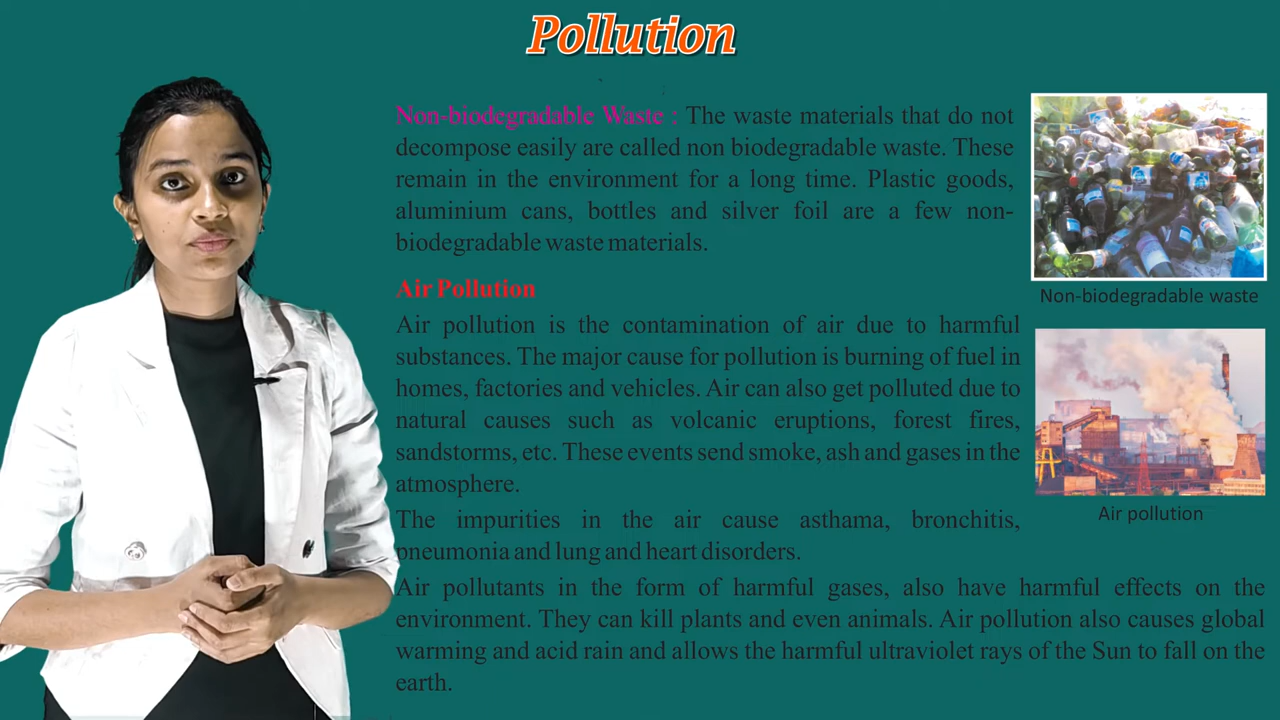 Pollution
Non-biodegradable Waste : The waste materials that do not
decompose easily are called non biodegradable waste. These
remain in the environment for a long time. Plastic goods,
aluminium cans, bottles and silver foil are a few non-
biodegradable waste materials.
Non-biodegradable waste
Air Pollution
Air pollution is the contamination of air due to harmful
substances. The major cause for pollution is burning of fuel in
homes, factories and vehicles. Air can also get polluted due to
natural causes such as volcanic eruptions, forest fires,
sandstorms, etc. These events send smoke, ash and gases in the
atmosphere.
Air pollution
The impurities in the air cause asthama, bronchitis,
pneumonia and lung and heart disorders.
Air pollutants in the form of harmful gases, also have harmful effects on the
environment. They can kill plants and even animals. Air pollution also causes global
warming and acid rain and allows the harmful ultraviolet rays of the Sun to fall on the
earth.